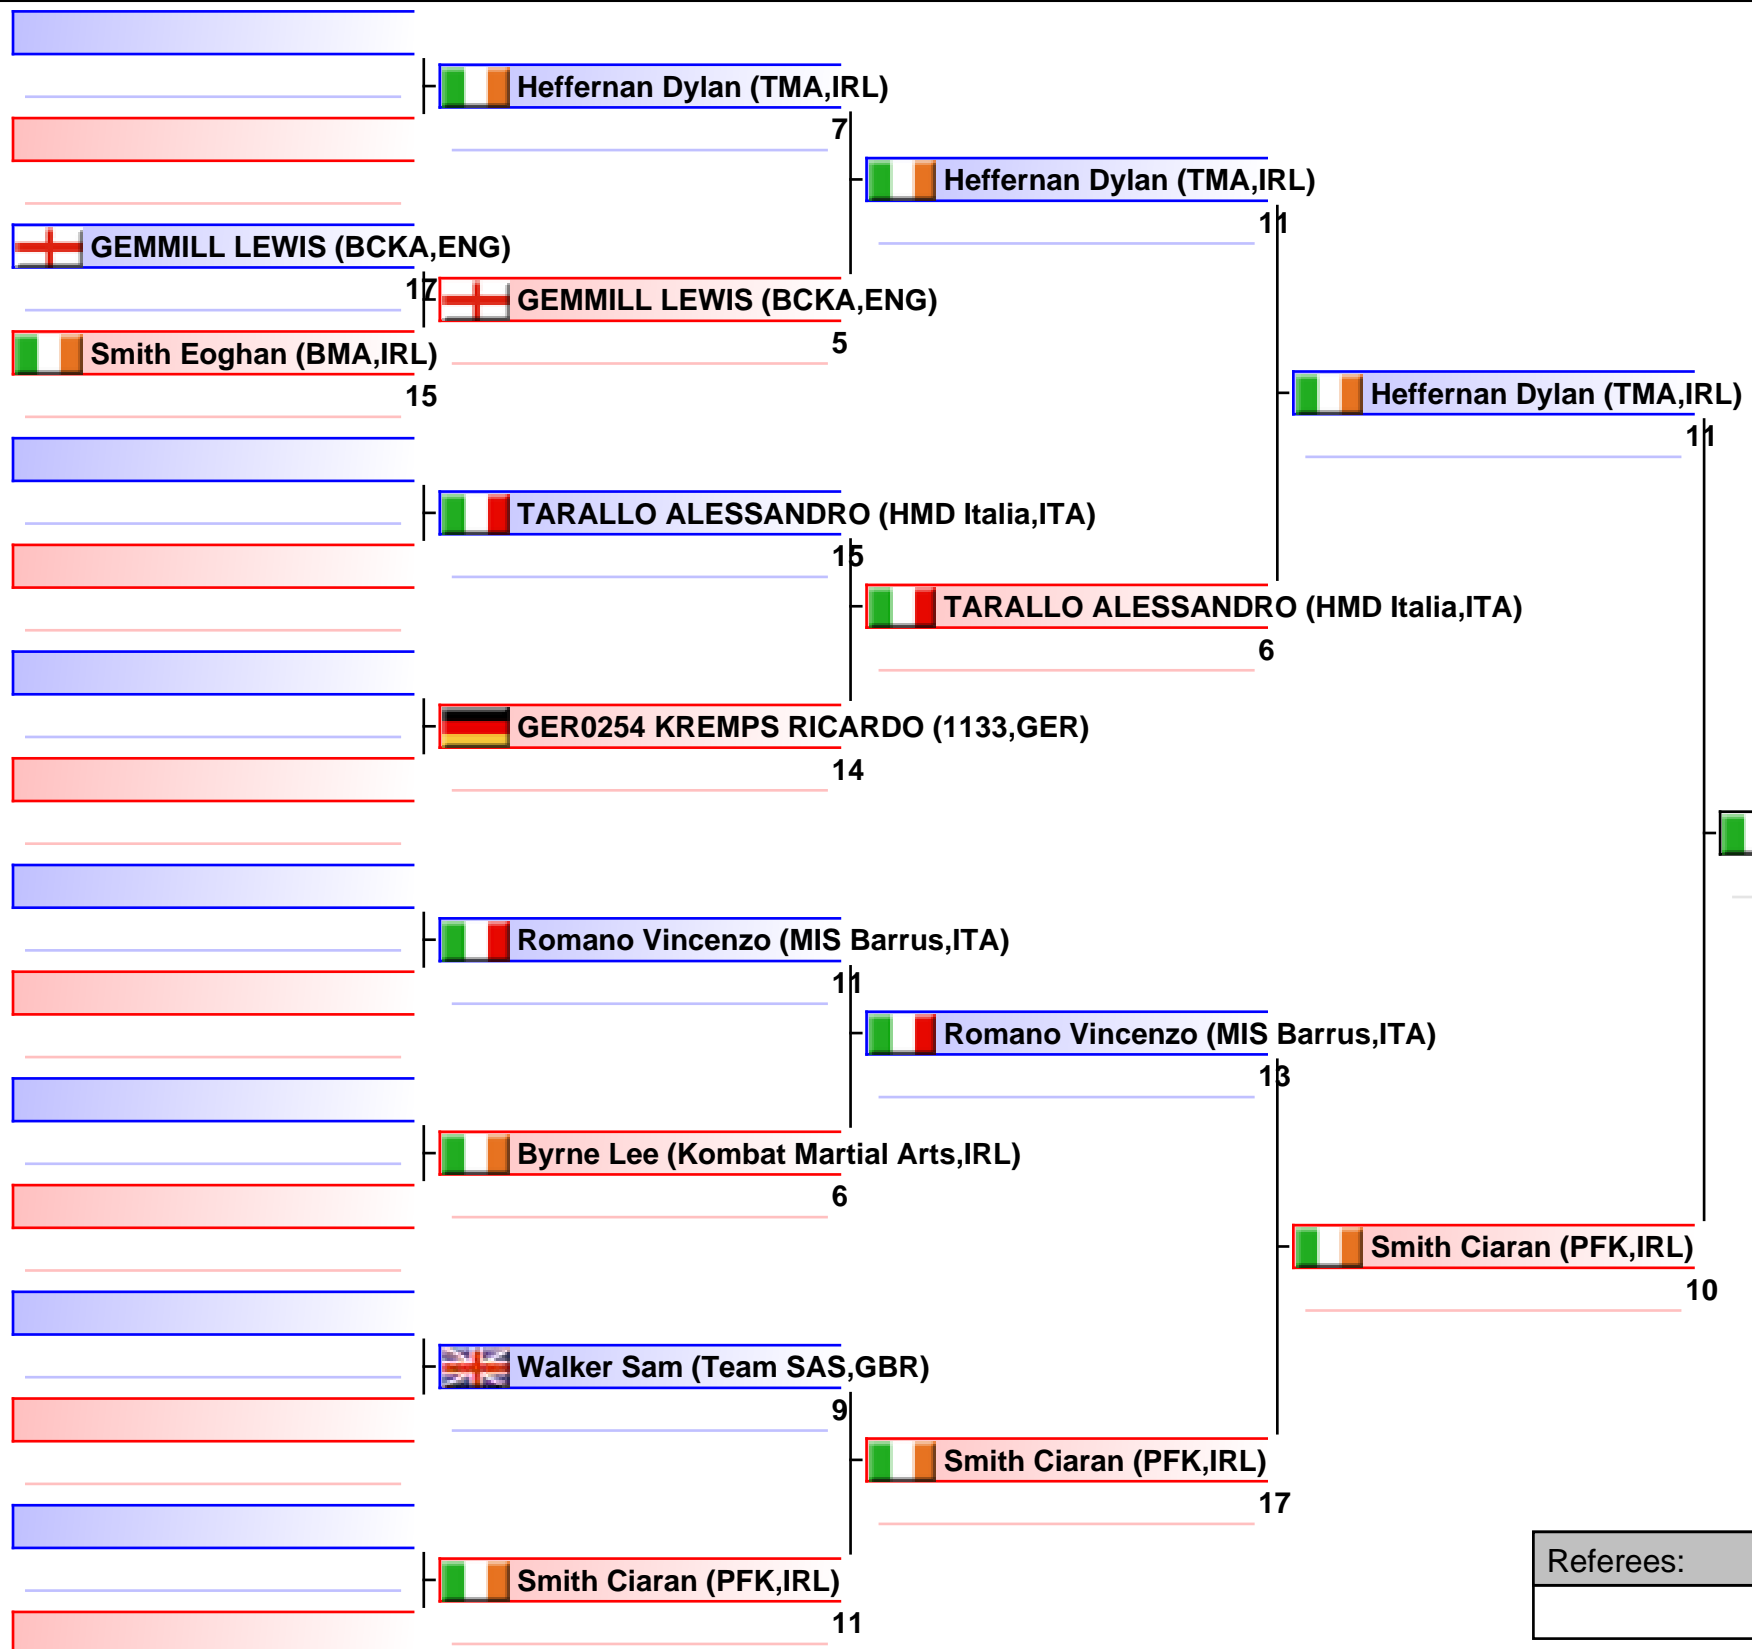 Heffernan Dylan (TMA,IRL)
7
Heffernan Dylan (TMA,IRL)
11
GEMMILL LEWIS (BCKA,ENG)
17
GEMMILL LEWIS (BCKA,ENG)
5
Smith Eoghan (BMA,IRL)
15
Heffernan Dylan (TMA,IRL)
11
TARALLO ALESSANDRO (HMD Italia,ITA)
15
TARALLO ALESSANDRO (HMD Italia,ITA)
6
GER0254 KREMPS RICARDO (1133,GER)
14
Romano Vincenzo (MIS Barrus,ITA)
11
Romano Vincenzo (MIS Barrus,ITA)
13
Byrne Lee (Kombat Martial Arts,IRL)
6
Smith Ciaran (PFK,IRL)
10
Walker Sam (Team SAS,GBR)
9
Smith Ciaran (PFK,IRL)
17
Smith Ciaran (PFK,IRL)
11
Referees: